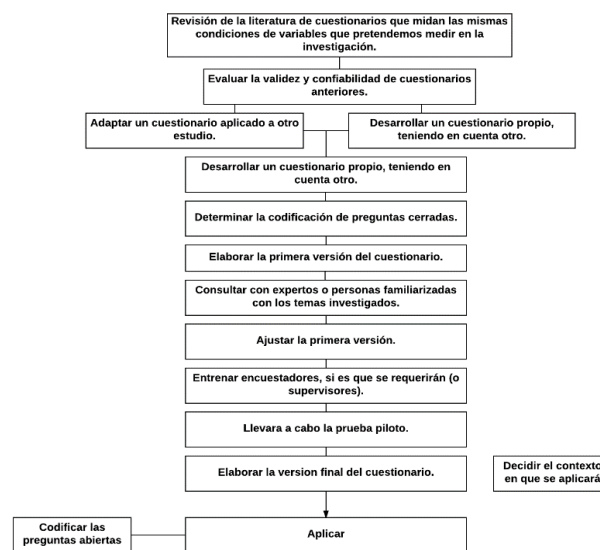 Revisión de la literatura de cuestionarios que midan las mismas
condiciones de variables que pretendemos medir en la
investigación.
Evaluar la validez y confiabilidad de cuestionarios
anteriores.
Adaptar un cuestionario aplicado a otro
estudio.
Desarrollar un cuestionario propio,
teniendo en cuenta otro.
Desarrollar un cuestionario propio, teniendo en
cuenta otro.
Determinar la codificación de preguntas cerradas.
Elaborar la primera versión del cuestionario.
Consultar con expertos o personas familiarizadas
con los temas investigados.
Ajustar la primera versión.
Entrenar encuestadores, si es que se requerirán (o
supervisores).
Llevara a cabo la prueba piloto.
Elaborar la version final del cuestionario.
Decidir el contexto
en que se aplicará
Codificar las
preguntas abiertas
Aplicar